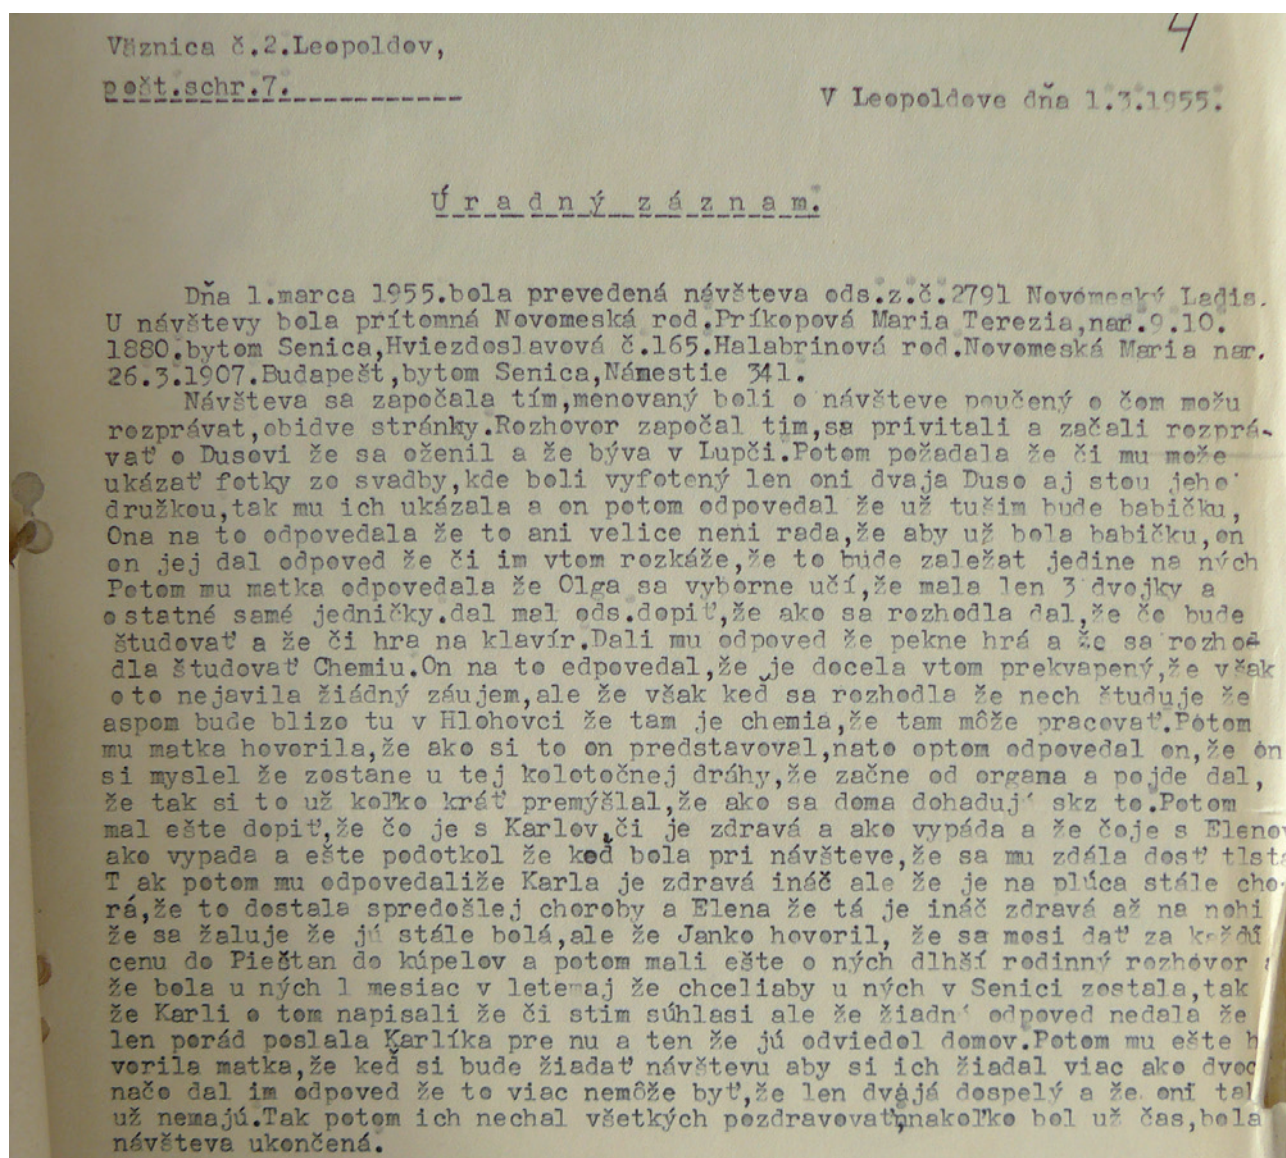 4
Väznica č.2.Leopoldov,
pošt.schr.7.
V Leopoldove dňa 1.3.1955.
Úradný záznam.
Dňa 1.marca 1955.bola prevedená návšteva ods.z.č.2791 Novomeský Ladis.
U návštevy bola prítomná Novomeská rod.Príkopová Maria Terezia,nar.9.10.
1880.bytom Senica,Hviezdoslavová č.165.Halabrinová rod.Novomeská Maria nar.
26.3.1907.Budapešt,bytom Senica,Námestie 341.
Návšteva sa započala tím,menovaný boli o návšteve poučený o čom možu
rozprávat,obidve stránky.Rozhovor započal tim,sa privitali a začali rozprá-
vať o Dusovi že sa oženil a že býva v Lupči.Potom požadala že či mu može
ukázať fotky zo svadby,kde boli vyfotený len oni dvaja Duso aj stou jeho
družkou,tak mu ich ukázala a on potom odpovedal že už tušim bude babičku,
Ona na to odpovedala že to ani velice neni rada,že aby už bola babičku,on
on jej dal odpoved že či im vtom rozkáže,že to bude záležat jedine na ných
Potom mu matka odpovedala že Olga sa vyborne učí,že mala len 3 dvojky a
ostatné samé jedničky.dal mal ods.dopiť,že ako sa rozhodla dal,že čo bude
študovať a že či hra na klavír.Dali mu odpoved že pekne hrá a že sa rozho-
dla študovať Chemiu.On na to edpovedal,že je docela vtom prekvapený,že však
oto nejavila žiádný záujem,ale že však keď sa rozhodla že nech študuje že
aspom bude blizo tu v Hlohovci že tam je chemia,že tam môže pracovať.Potom
mu matka hovorila,že ako si to on predstavoval,nato optom odpovedal on,že on
si myslel že zostane u tej kolotočnej dráhy,že začne od organa a pojde dal,
že tak si to už koľko kráť premýšlal,že ako sa doma dohaduj skz to.Potom
mal ešte dopiť,že čo je s Karlov,či je zdravá a ako vypáda a že čoje s Elenov
ako vypada a ešte podotkol že keď bola pri návšteve,že sa mu zdála dosť tlstá
T ak potom mu odpovedaliže Karla je zdravá ináč ale že je na plúca stále cho-
rá,že to dostala spredošlej choroby a Elena že tá je ináč zdravá až na nohi
že sa žaluje že jú stále bolá,ale že Janko hovoril, že sa mosi dať za každú
cenu do Piešťan do kúpelov a potom mali ešte o ných dlhší rodinný rozhovor a
že bola u ných 1 mesiac v lete aj že chceliaby u ných v Senici zostala,tak
že Karli o tom napisali že či stim súhlasi ale že žiadn odpoved nedala že
len porád poslala Karlíka pre nu a ten že jú odviedol domov.Potom mu ešte h
vorila matka,že keď si bude žiadať návštevu aby si ich žiadal viac ako dvoc
načo dal im odpoved že to viac nemôže byť,že len dvájá dospelý a že oni tak
už nemajú.Tak potom ich nechal všetkých pozdravovať,nakoľko bol už čas,bola
návšteva ukončená.